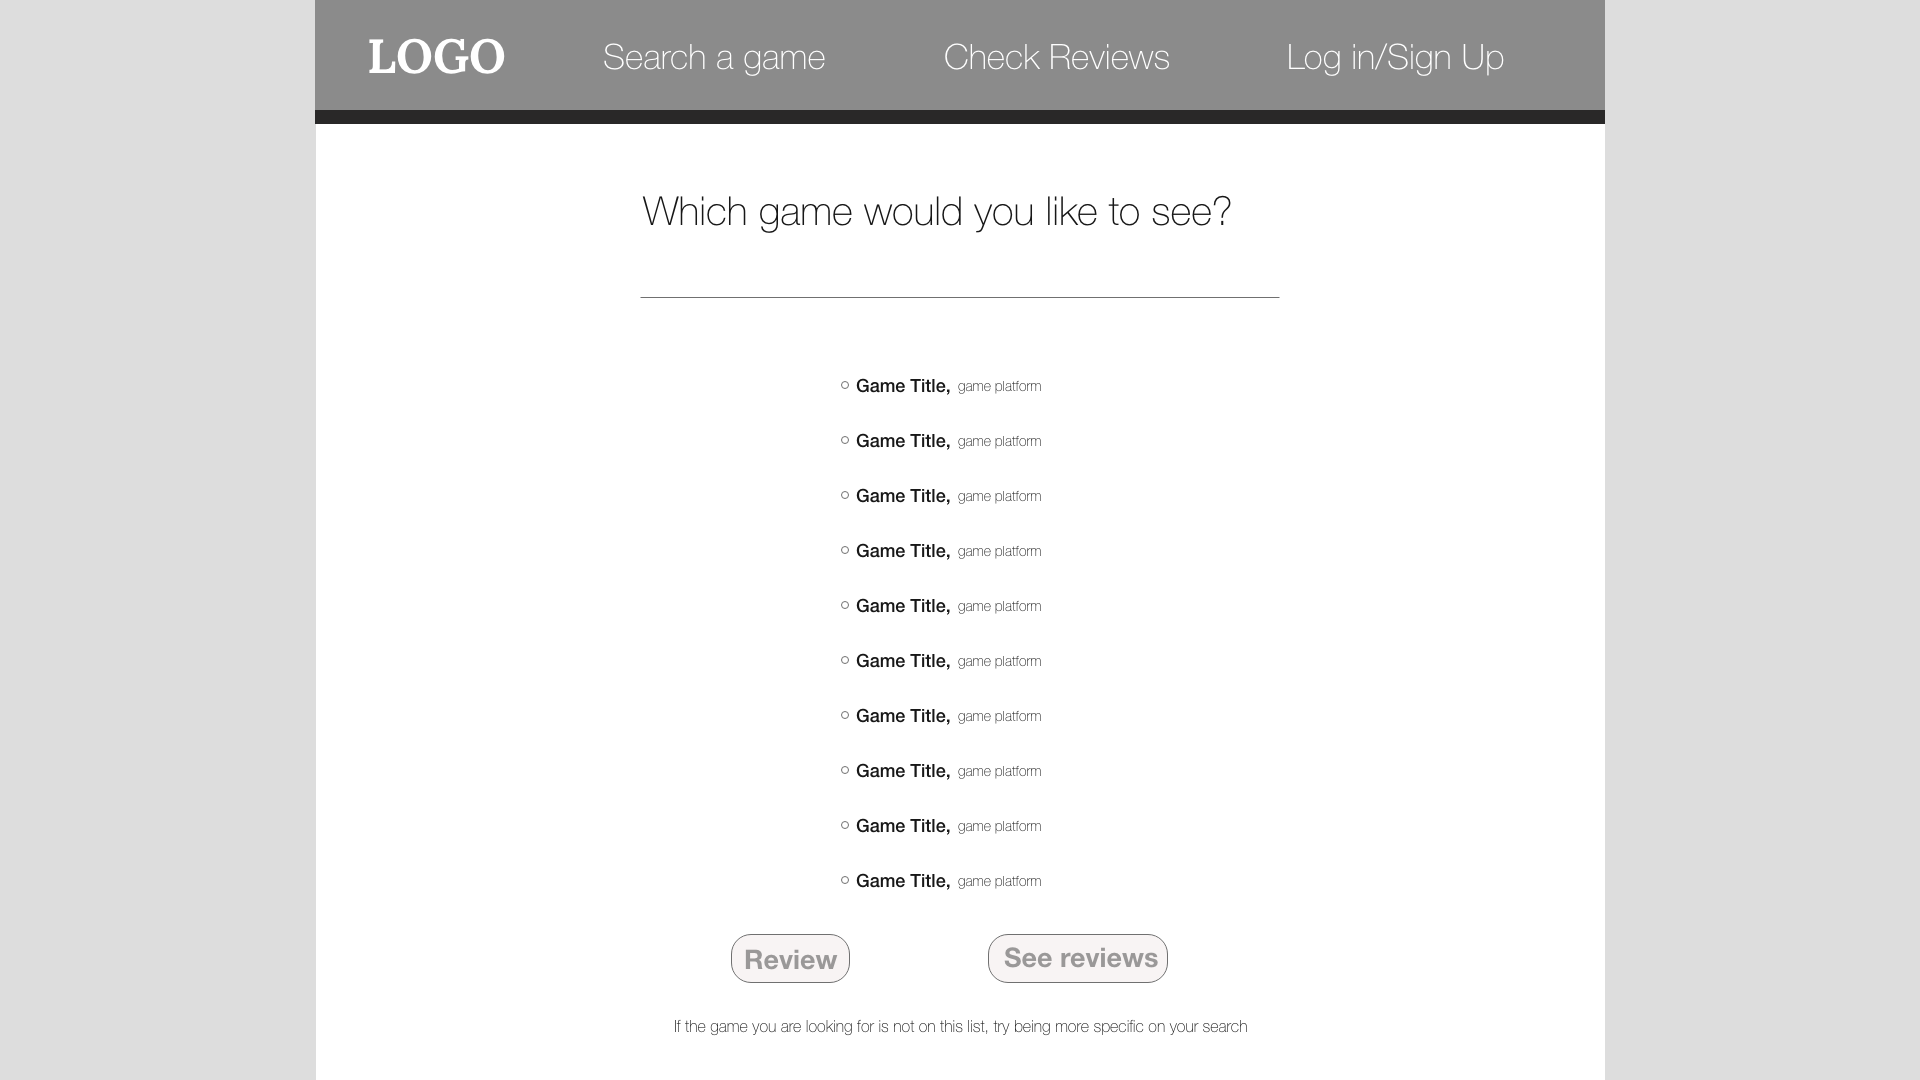 LOGO Search a game Check Reviews Log in/Sign Up
Which game would you like to see?
Game Title, game platform
Game Title, game platform
Game Title, game platform
Game Title, game platform
Game Title, game platform
Game Title, game platform
Game Title, game platform
Game Title, game platform
Game Title, game platform
Game Title, game platform
Review See reviews
If the game you are looking for is not on this list, try being more specific on your search